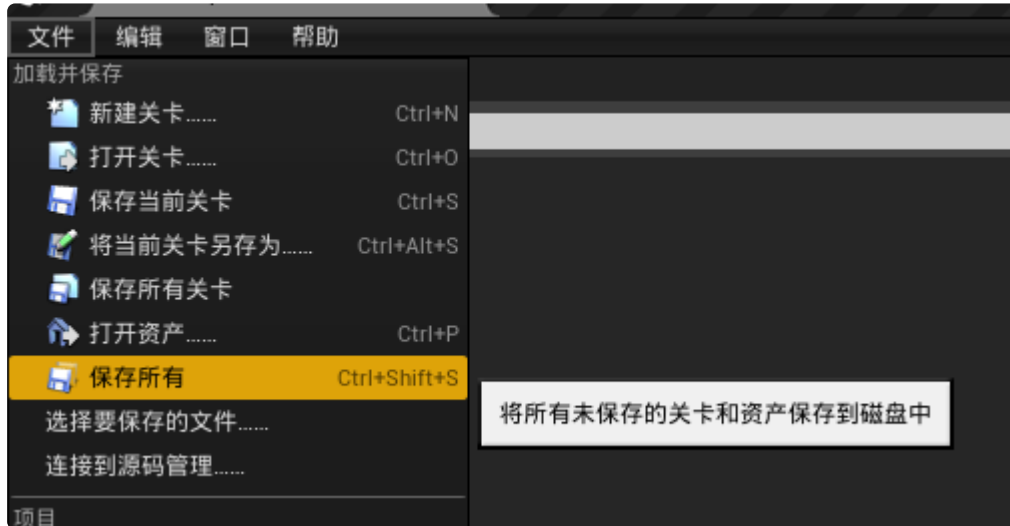 文件 编辑 窗口 帮助
加载并保存
新建关卡…… Ctrl+N
打开关卡…… Ctrl+O
保存当前关卡 Ctrl+S
将当前关卡另存为…… Ctrl+Alt+S
保存所有关卡
打开资产…… Ctrl+P
保存所有 Ctrl+Shift+S
将所有未保存的关卡和资产保存到磁盘中
选择要保存的文件……
连接到源码管理……
项目